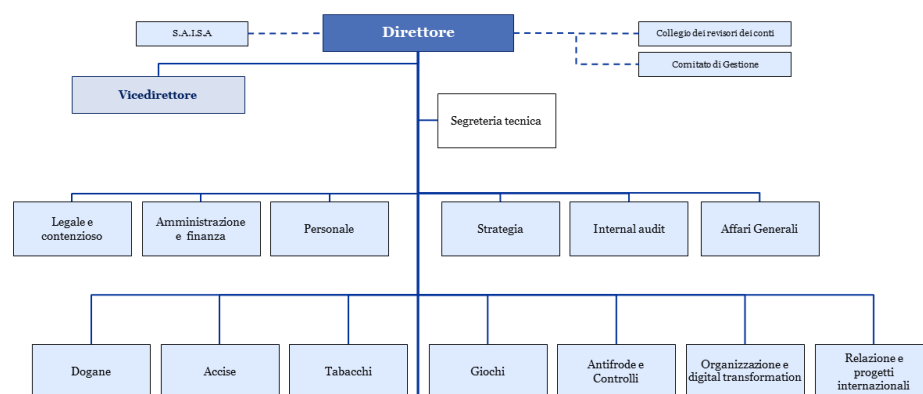 S.A.I.S.A
Direttore
Collegio dei revisori dei conti
Comitato di Gestione
Vicedirettore
Segreteria tecnica
Legale e
contenzioso
Amministrazione
e finanza
Personale
Strategia
Internal audit
Affari Generali
Dogane
Accise
Tabacchi
Giochi
Antifrode e
Controlli
Organizzazione e
digital transformation
Relazione e
progetti
internazionali